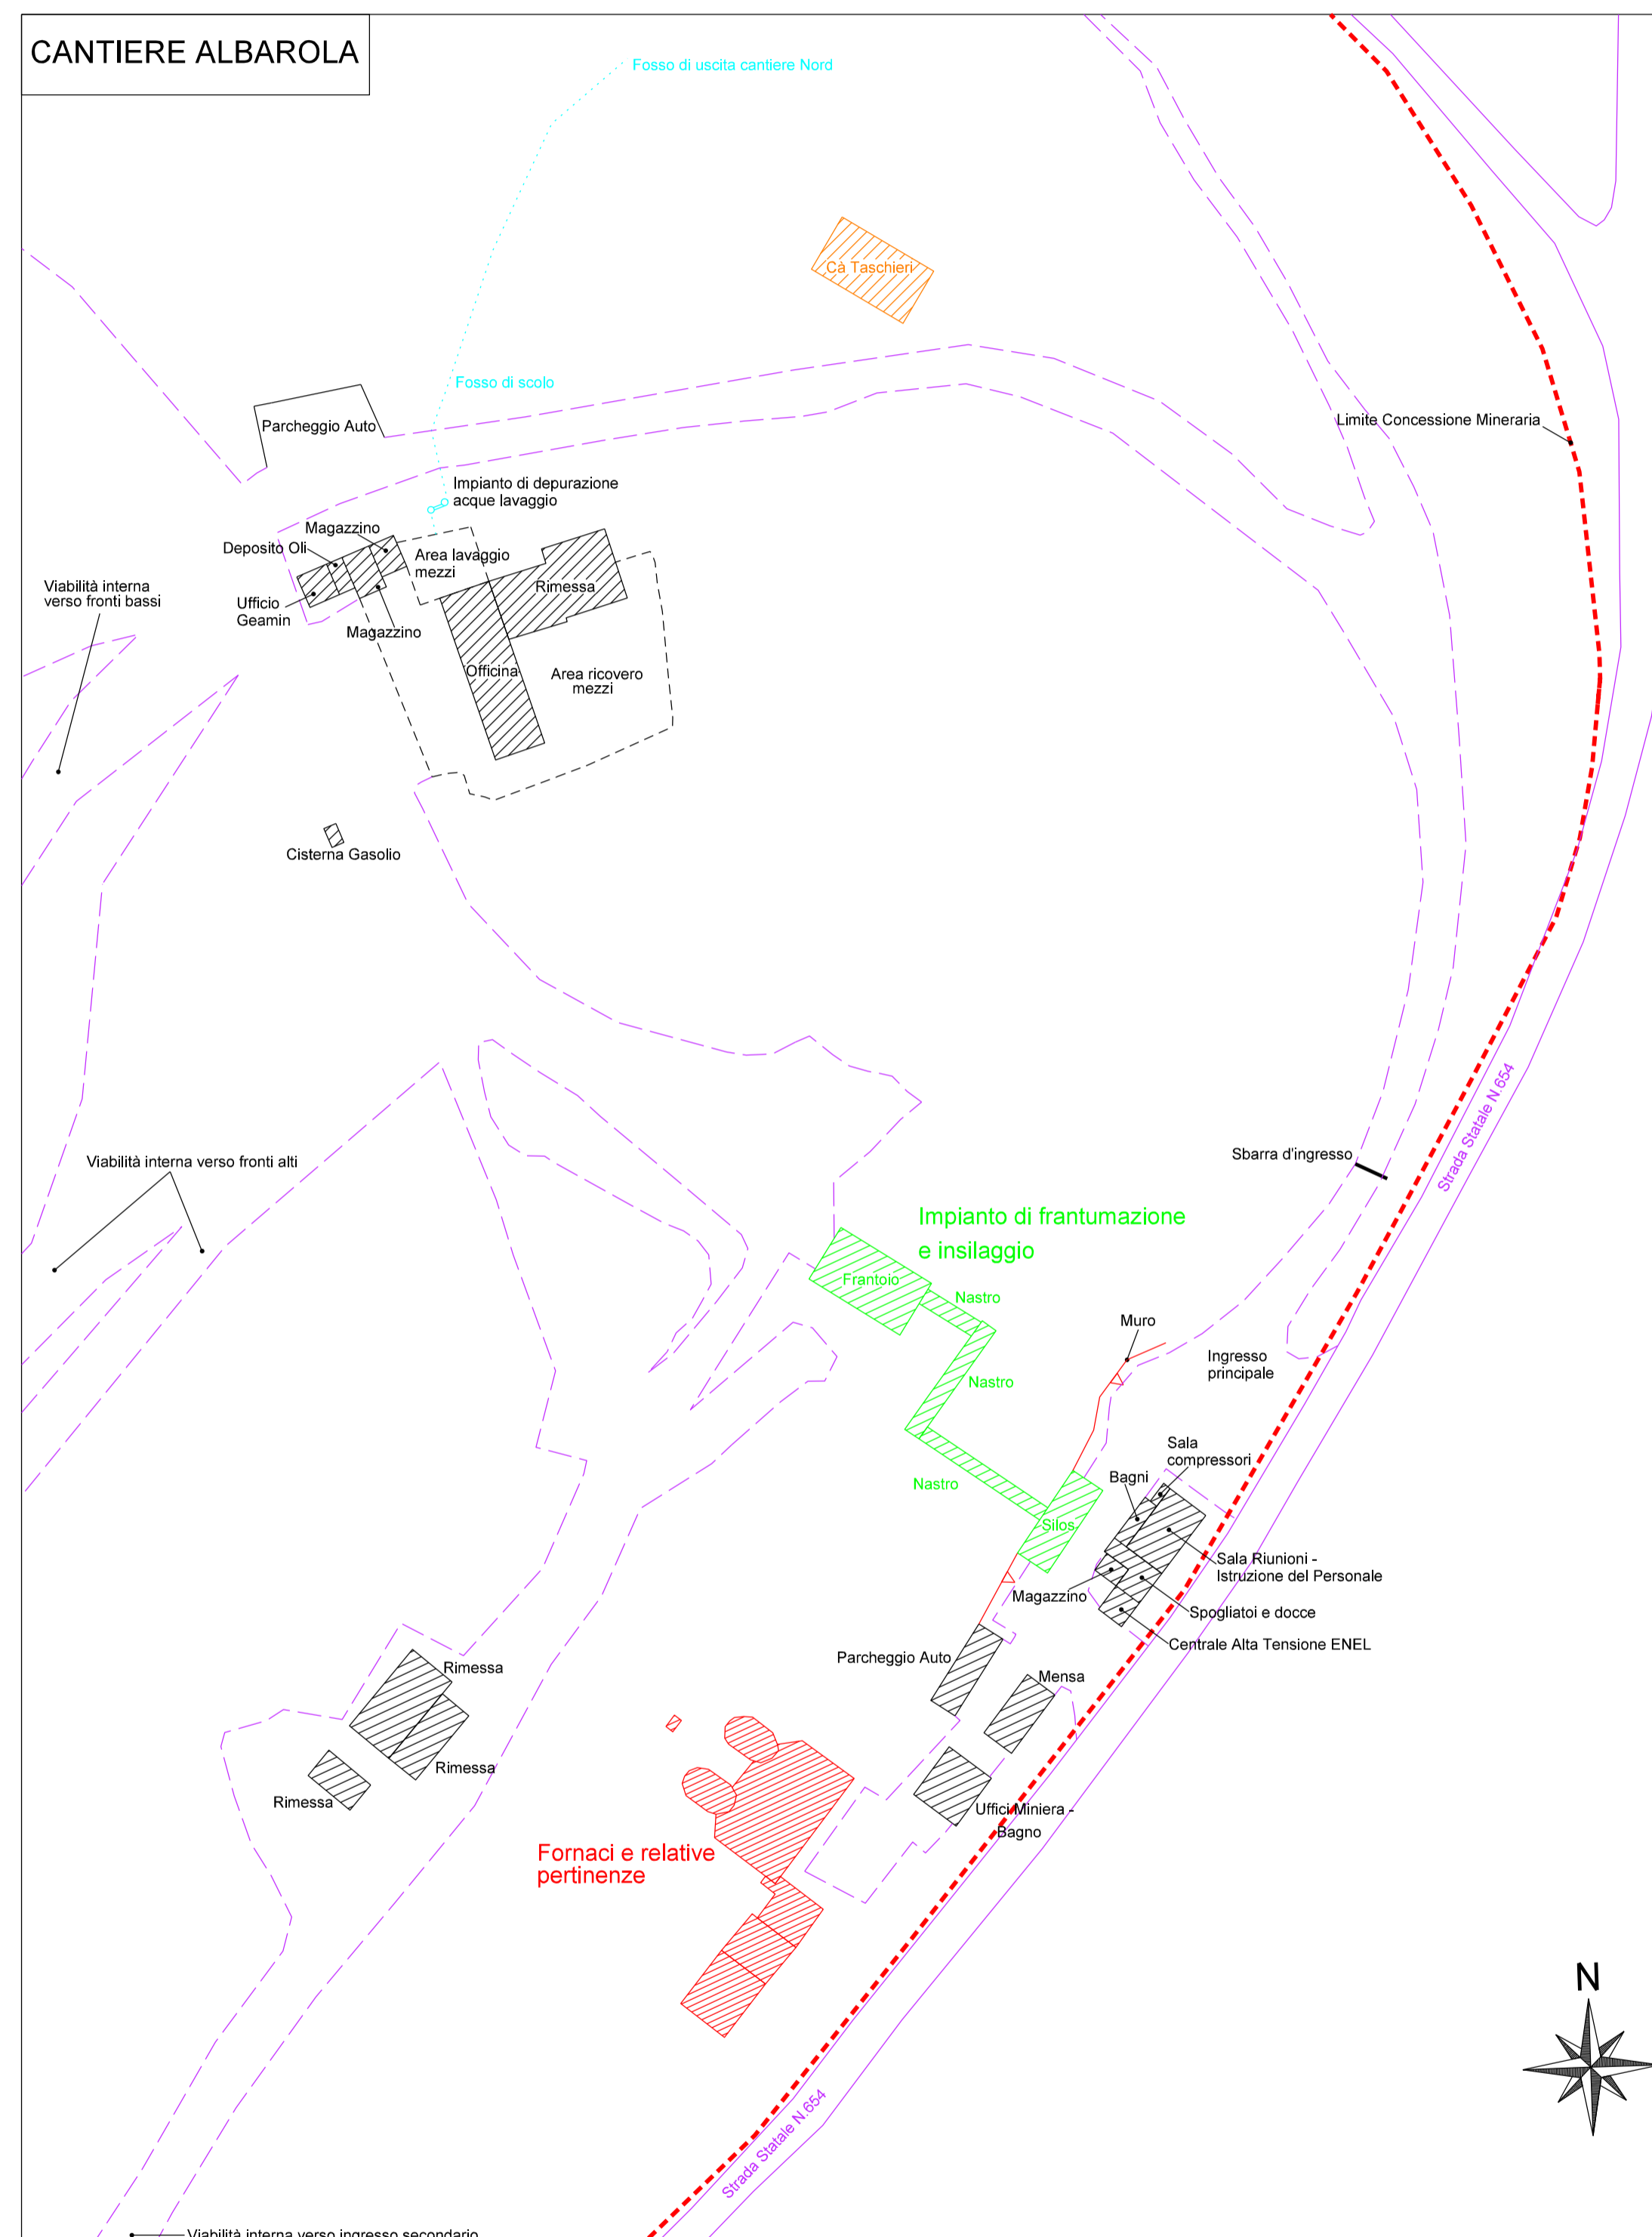 CANTIERE ALBAROLA
Fosso di uscita cantiere Nord
Cà Taschieri
Fosso di scolo
Limite Concessione Mineraria
Parcheggio Auto
Impianto di depurazione
acque lavaggio
Magazzino
Deposito Oli
Area lavaggio
mezzi
Viabilità interna
verso fronti bassi
Rimessa
Ufficio
Geamin
Magazzino
Officina
Area ricovero
mezzi
Cisterna Gasolio
Strada Statale N.654
Sbarra d'ingresso
Viabilità interna verso fronti alti
Impianto di frantumazione
e insilaggio
Frantoio
Nastro
Muro
Ingresso
principale
Nastro
Sala
compressori
Bagni
Nastro
Silos
Sala Riunioni -
Istruzione del Personale
Magazzino
Spogliatoi e docce
Centrale Alta Tensione ENEL
Parcheggio Auto
Mensa
Rimessa
Rimessa
Rimessa
Uffici Miniera -
Bagno
Fornaci e relative
pertinenze
N
Strada Statale N.654
Viabilità interna verso ingresso secondario